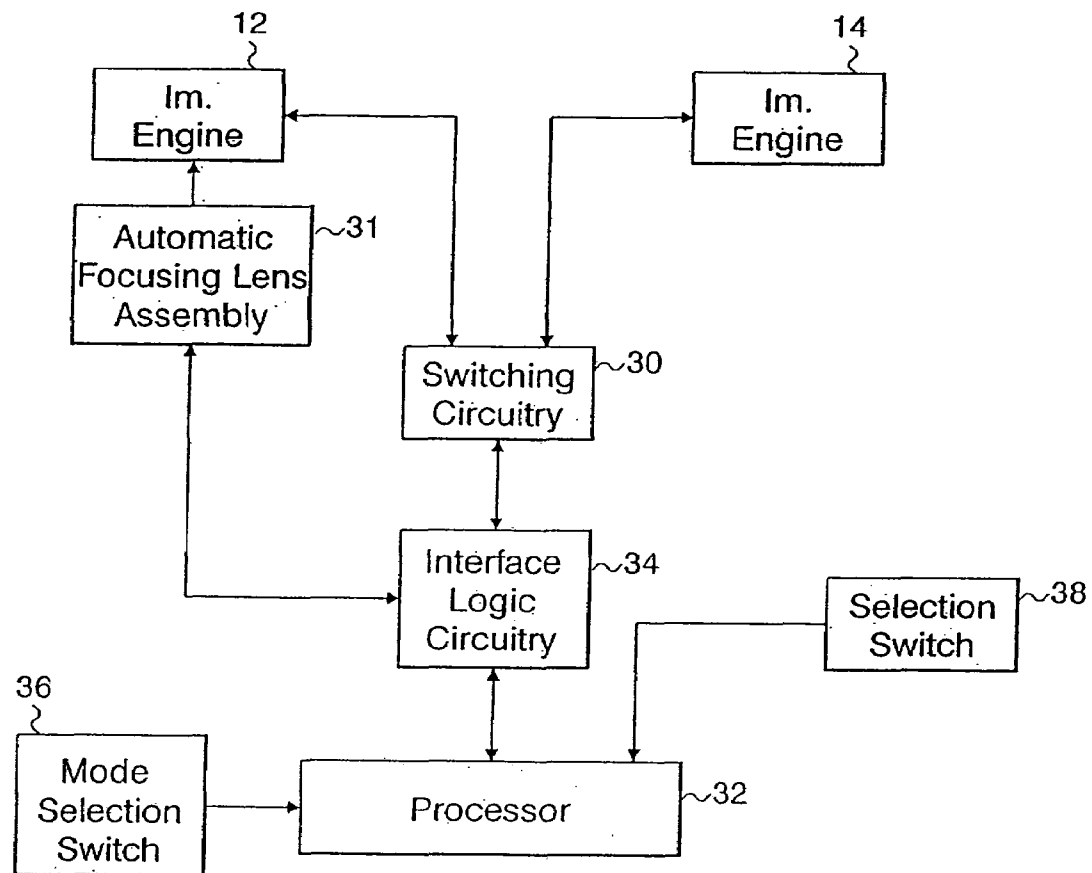 12
Im.
Engine
14
Im.
Engine
Automatic
Focusing Lens
Assembly
31
Switching
Circuitry
30
Interface
Logic
Circuitry
34
Selection
Switch
38
36
Mode
Selection
Switch
Processor
32